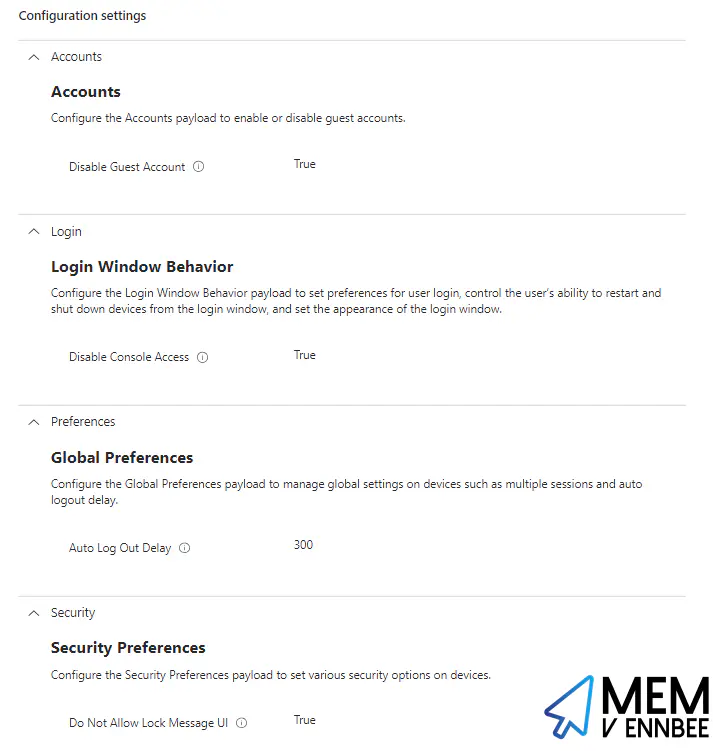 Configuration settings
Accounts
Accounts
Configure the Accounts payload to enable or disable guest accounts.
Disable Guest Account True
Login
Login Window Behavior
Configure the Login Window Behavior payload to set preferences for user login, control the user's ability to restart and
shut down devices from the login window, and set the appearance of the login window.
Disable Console Access True
Preferences
Global Preferences
Configure the Global Preferences payload to manage global settings on devices such as multiple sessions and auto
logout delay.
Auto Log Out Delay 300
Security
Security Preferences
Configure the Security Preferences payload to set various security options on devices.
Do Not Allow Lock Message UI True
MEM
V ENNBEE